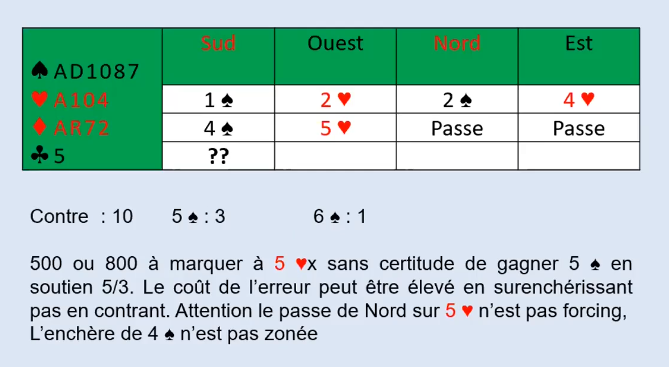 Sud Ouest Nord Est
♠ AD1087
♥ A104 1 ♠ 2 ♥ 2 ♠ 4 ♥
♦ AR72 4 ♠ 5 ♥ Passe Passe
♣ 5 ??
Contre : 10 5 ♠ : 3 6 ♠ : 1
500 ou 800 à marquer à 5 ♥x sans certitude de gagner 5 ♠ en
soutien 5/3. Le coût de l’erreur peut être élevé en surenchérissant
pas en contrant. Attention le passe de Nord sur 5 ♥ n’est pas forcing,
L’enchère de 4 ♠ n’est pas zonée